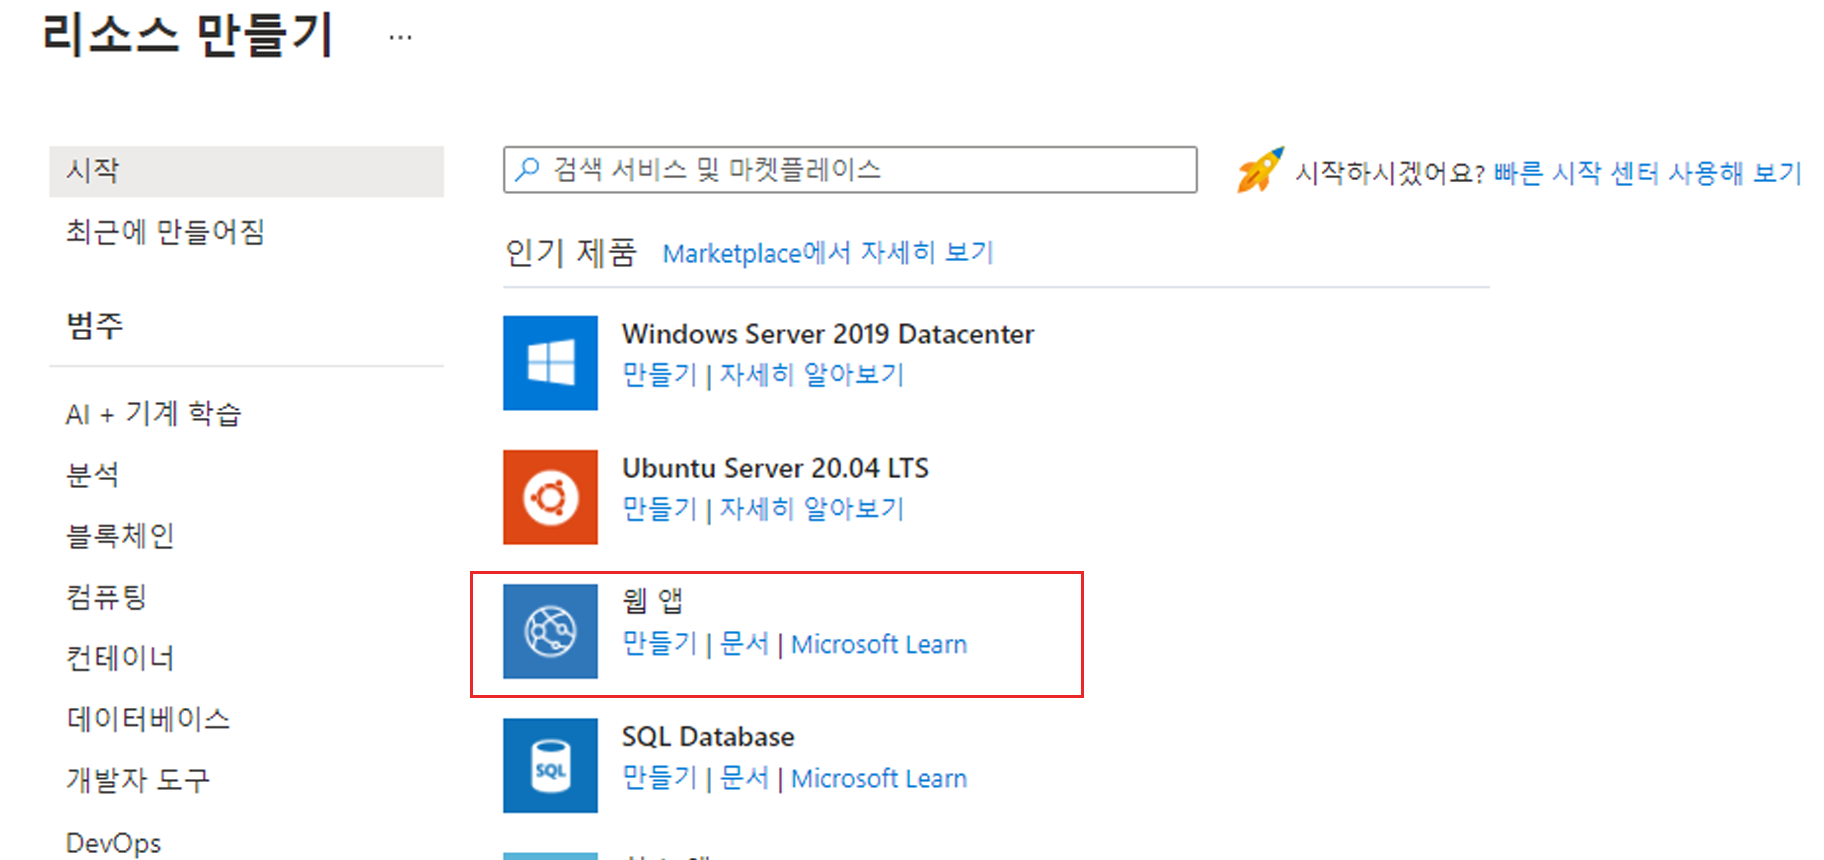 리소스 만들기 ...
시작
최근에 만들어짐
범주
AI + 기계 학습
분석
블록체인
컴퓨팅
컨테이너
데이터베이스
개발자 도구
DevOps
검색 서비스 및 마켓플레이스
시작하시겠어요? 빠른 시작 센터 사용해 보기
인기 제품 Marketplace에서 자세히 보기
Windows Server 2019 Datacenter
만들기 | 자세히 알아보기
Ubuntu Server 20.04 LTS
만들기 | 자세히 알아보기
웹 앱
만들기 | 문서 | Microsoft Learn
SQL
SQL Database
만들기 | 문서 | Microsoft Learn